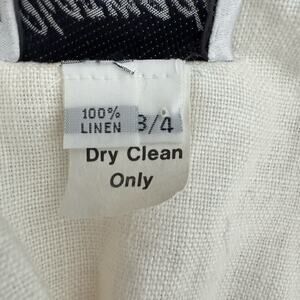 100%
LINEN 3/4
Dry Clean
Only